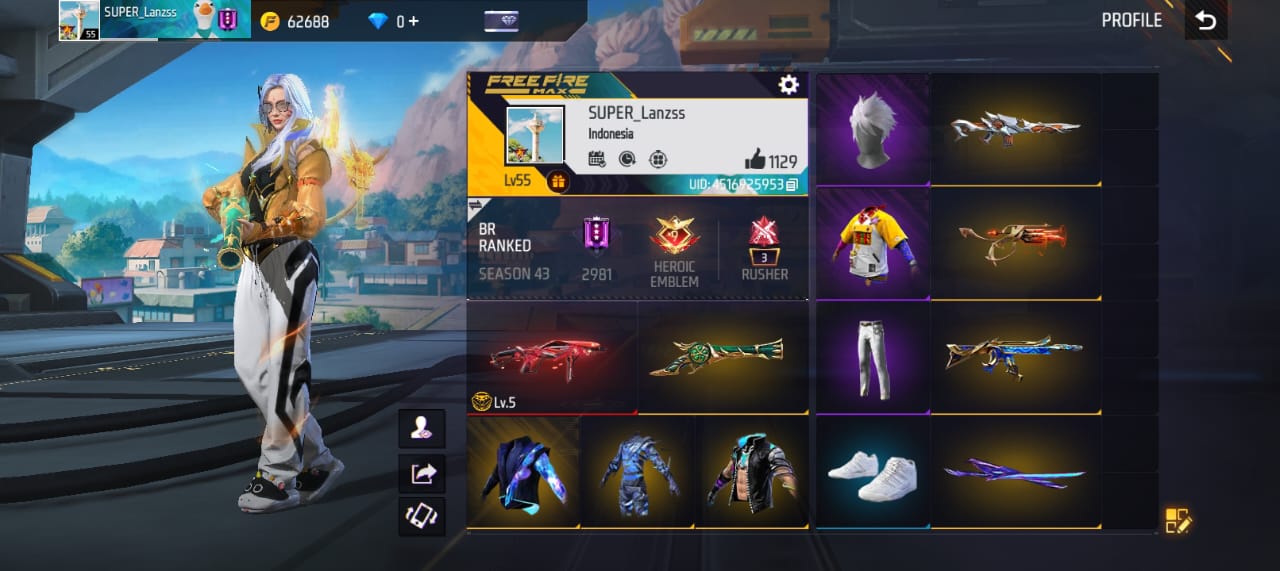 SUPER_Lanzss
55
62688
0 +
PROFILE
FREE FIRE
MAX
SUPER_Lanzss
Indonesia
1129
Lv55
UID:4516925953
BR
RANKED
SEASON 43
2981
HEROIC
EMBLEM
3
RUSHER
Lv.5